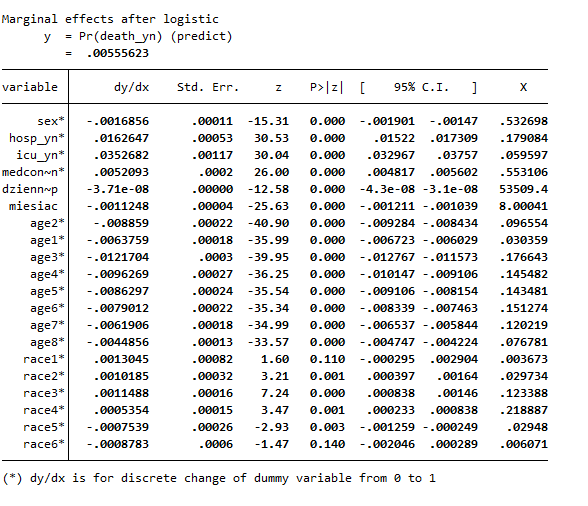 Marginal effects after logistic
y = Pr(death_yn) (predict)
= .00555623
variable dy/dx Std. Err. z P>|z| [ 95% C.I. ] X
sex* -.0016856 .00011 -15.31 0.000 -.001901 -.00147 .532698
hosp_yn* .0162647 .00053 30.53 0.000 .01522 .017309 .179084
icu_yn* .0352682 .00117 30.04 0.000 .032967 .03757 .059597
medcon~n* .0052093 .0002 26.00 0.000 .004817 .005602 .553106
dzienn~p -3.71e-08 .00000 -12.58 0.000 -4.3e-08 -3.1e-08 53509.4
miesiac -.0011248 .00004 -25.63 0.000 -.001211 -.001039 8.00041
age2* -.008859 .00022 -40.90 0.000 -.009284 -.008434 .096554
age1* -.0063759 .00018 -35.99 0.000 -.006723 -.006029 .030359
age3* -.0121704 .0003 -39.95 0.000 -.012767 -.011573 .176643
age4* -.0096269 .00027 -36.25 0.000 -.010147 -.009106 .145482
age5* -.0086297 .00024 -35.54 0.000 -.009106 -.008154 .143481
age6* -.0079012 .00022 -35.34 0.000 -.008339 -.007463 .151274
age7* -.0061906 .00018 -34.99 0.000 -.006537 -.005844 .120219
age8* -.0044856 .00013 -33.57 0.000 -.004747 -.004224 .076781
race1* .0013045 .00082 1.60 0.110 -.000295 .002904 .003673
race2* .0010185 .00032 3.21 0.001 .000397 .00164 .029734
race3* .0011488 .00016 7.24 0.000 .000838 .00146 .123388
race4* .0005354 .00015 3.47 0.001 .000233 .000838 .218887
race5* -.0007539 .00026 -2.93 0.003 -.001259 -.000249 .02948
race6* -.0008783 .0006 -1.47 0.140 -.002046 .000289 .006071
(*) dy/dx is for discrete change of dummy variable from 0 to 1